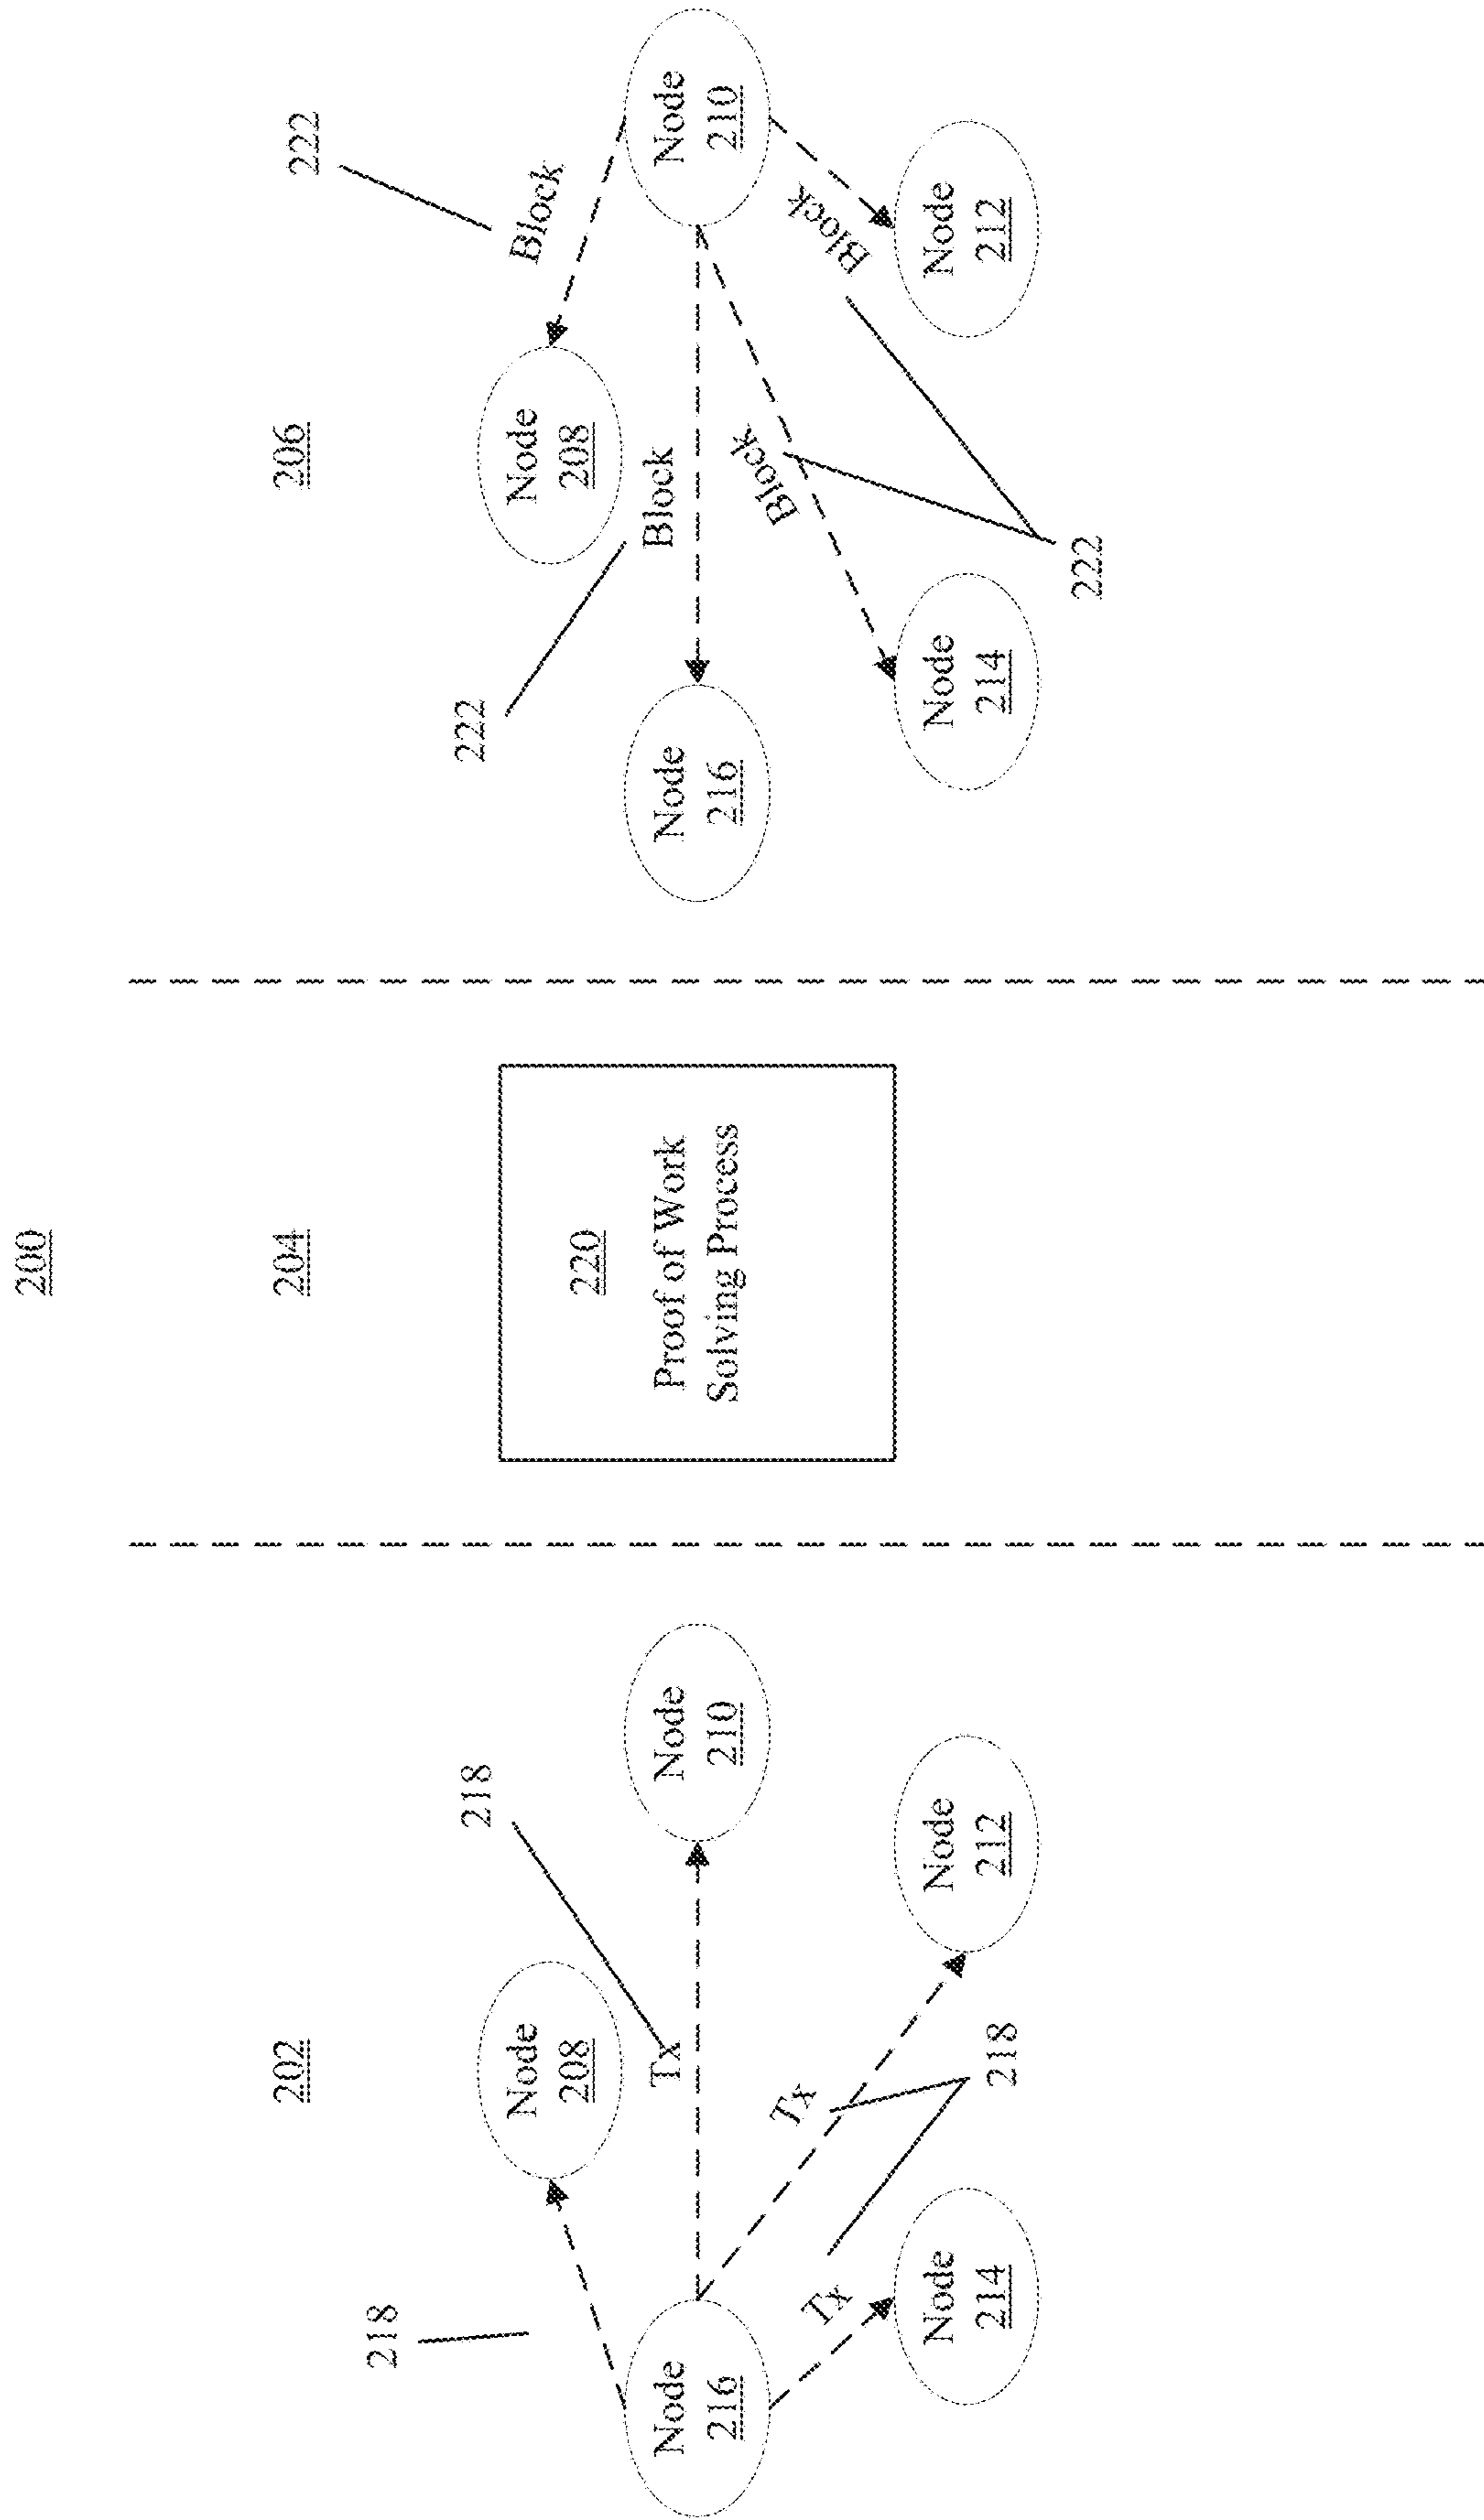 200
202
204
206
Node
208
218
Tx
218
Node
216
Node
210
Tx
Tx
218
Node
214
Node
212
220
Proof of Work
Solving Process
222
Block
Node
208
222
Block
Node
216
Node
210
Block
Block
Node
214
Node
212
222